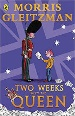 MORRIS
GLEITZMAN
TWO WEEKS
WITH THE
QUEEN